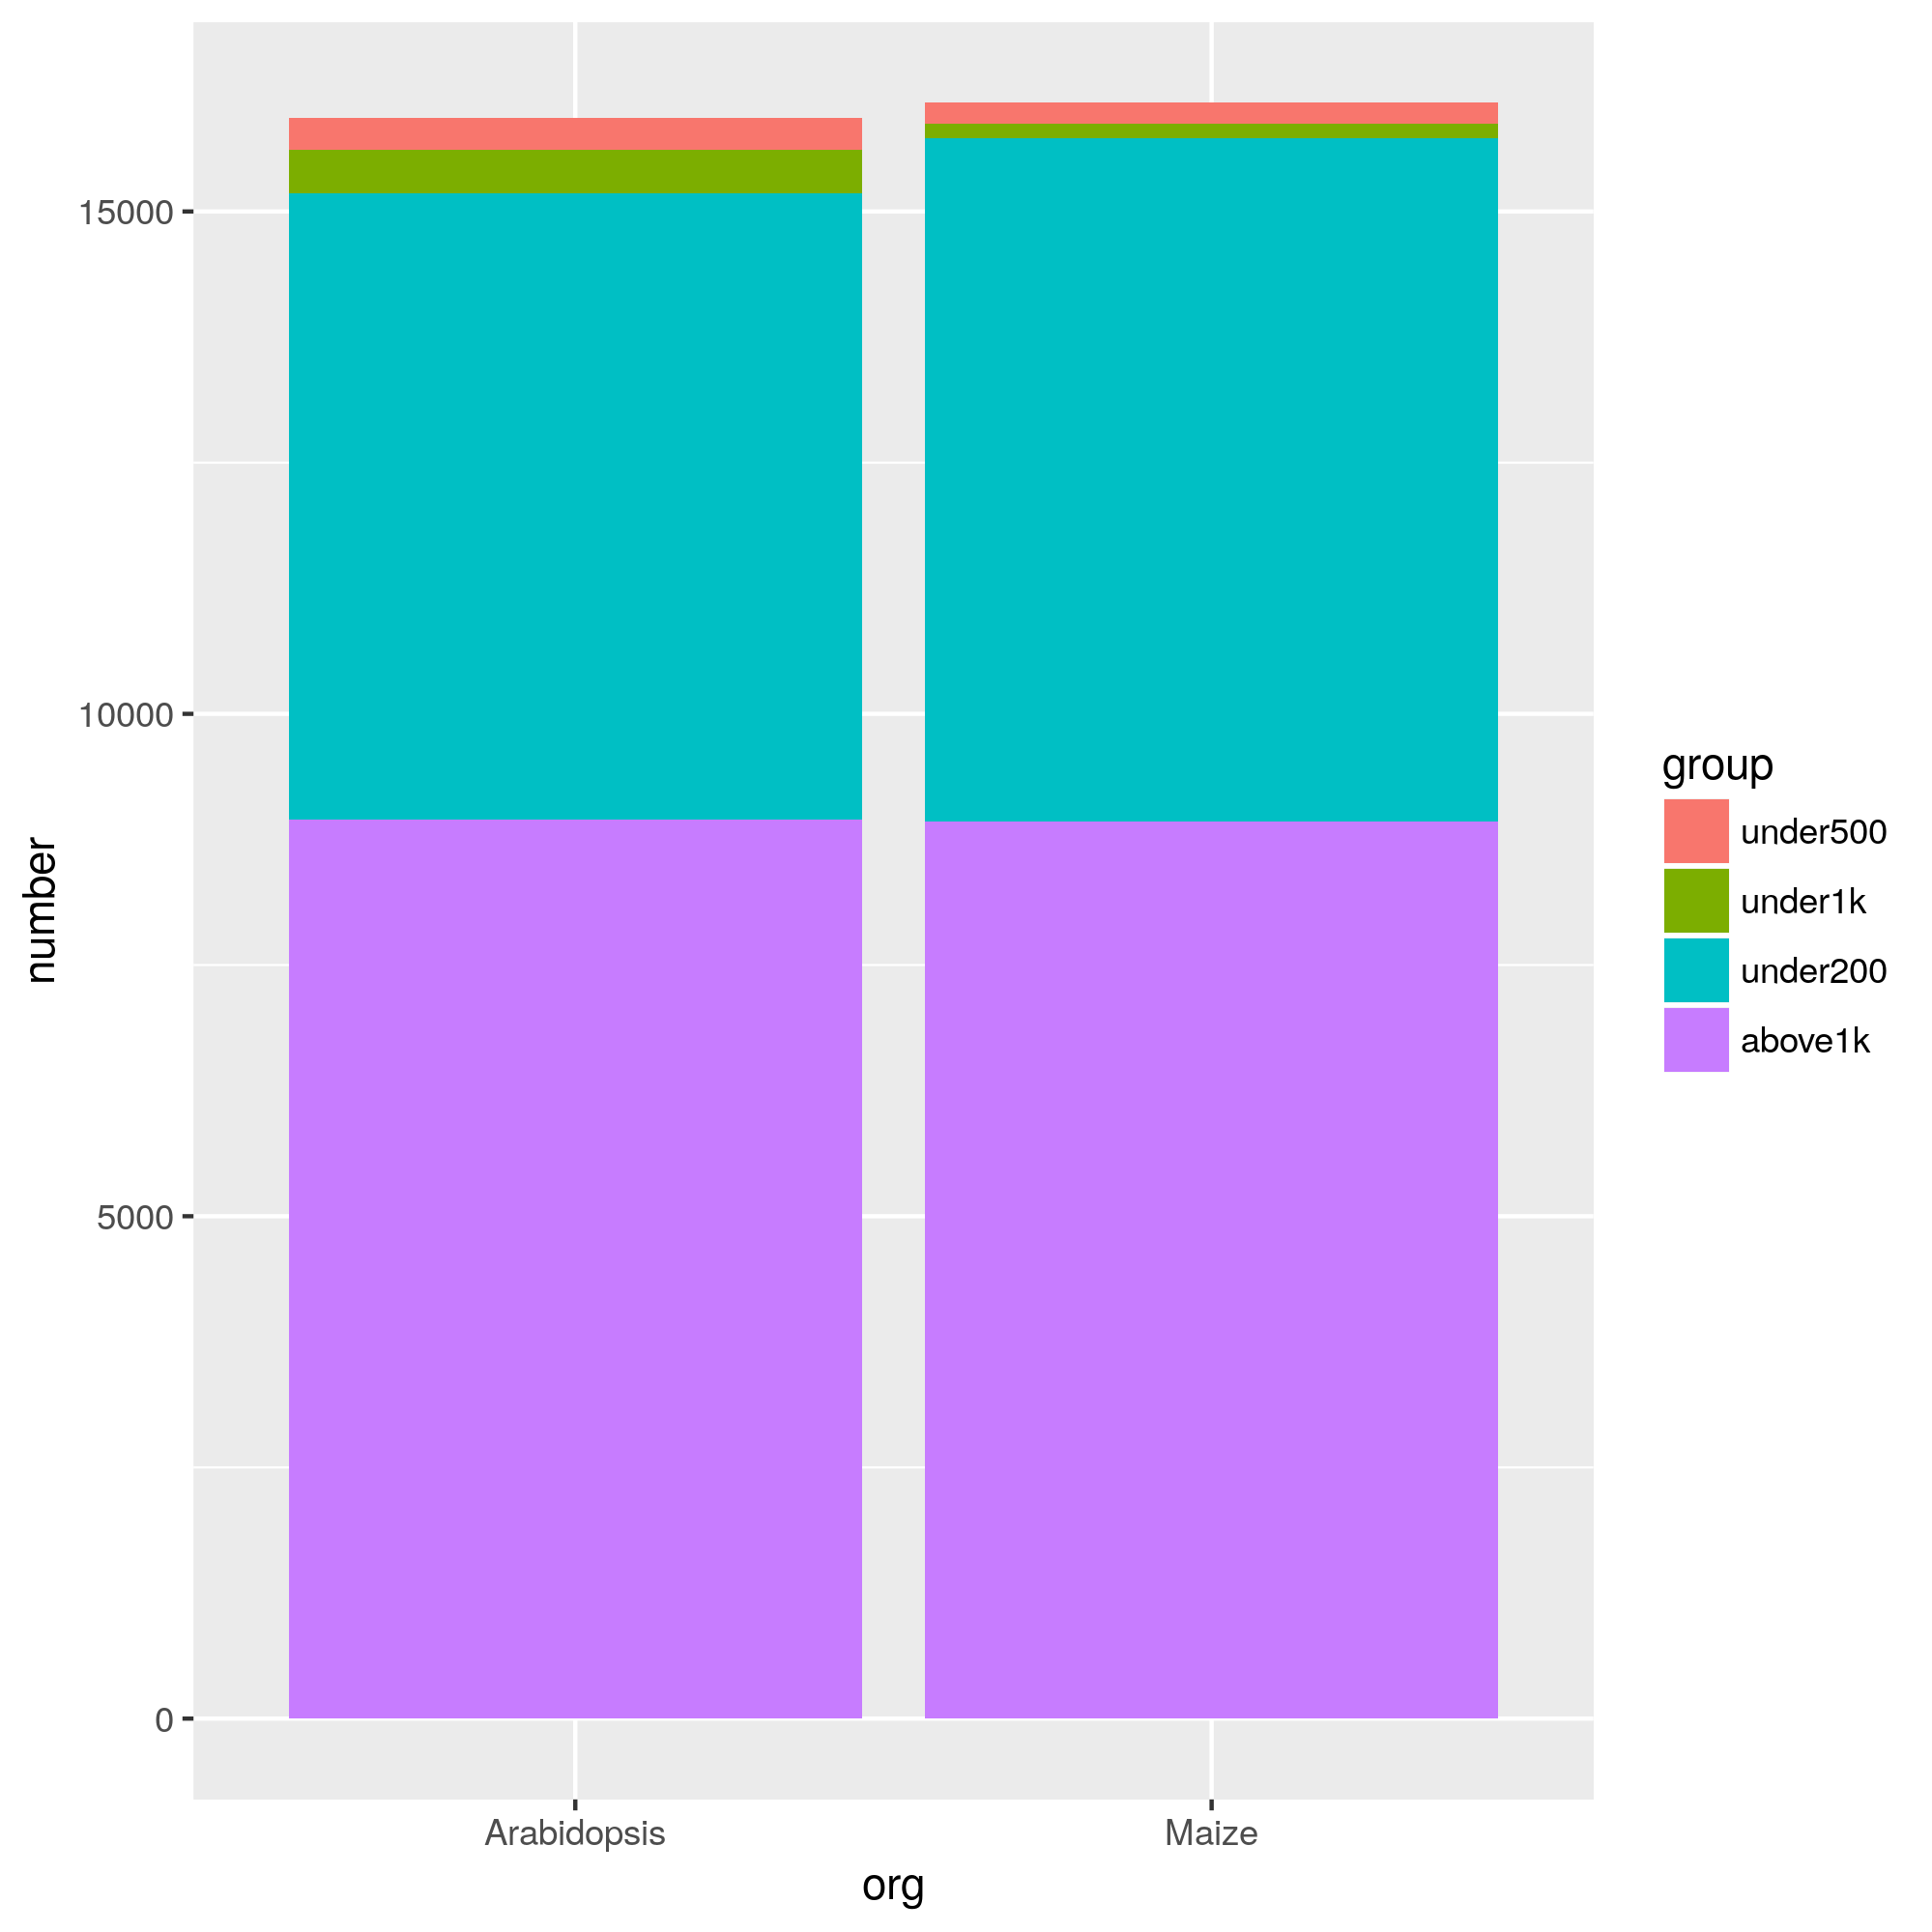 15000
10000
5000
0
number
Arabidopsis
Maize
org
group
under500
under1k
under200
above1k